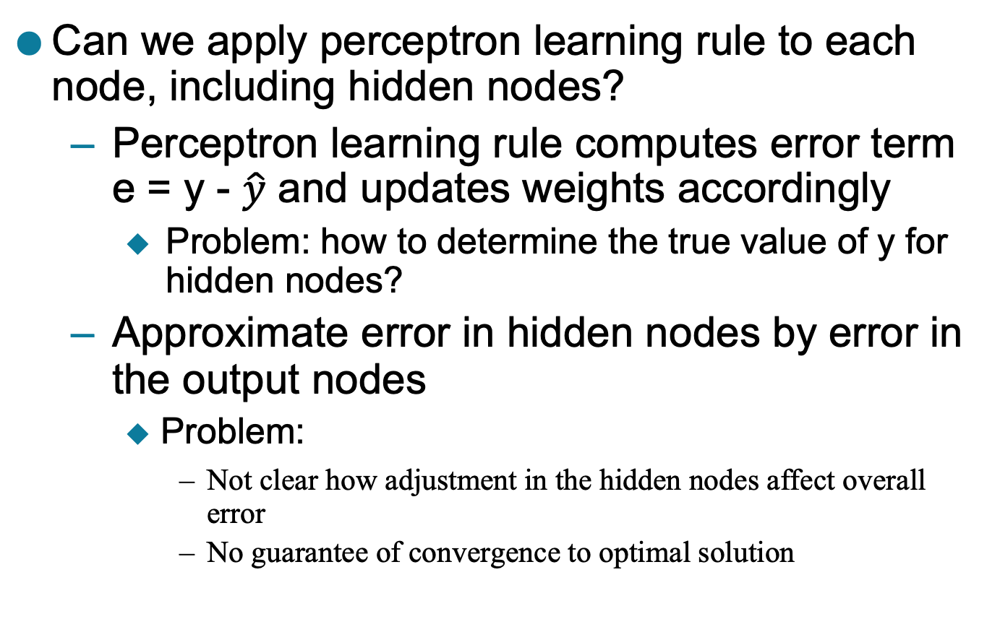 ● Can we apply perceptron learning rule to each
node, including hidden nodes?
– Perceptron learning rule computes error term
e = y - ŷ and updates weights accordingly
◆ Problem: how to determine the true value of y for
hidden nodes?
– Approximate error in hidden nodes by error in
the output nodes
◆ Problem:
– Not clear how adjustment in the hidden nodes affect overall
error
– No guarantee of convergence to optimal solution